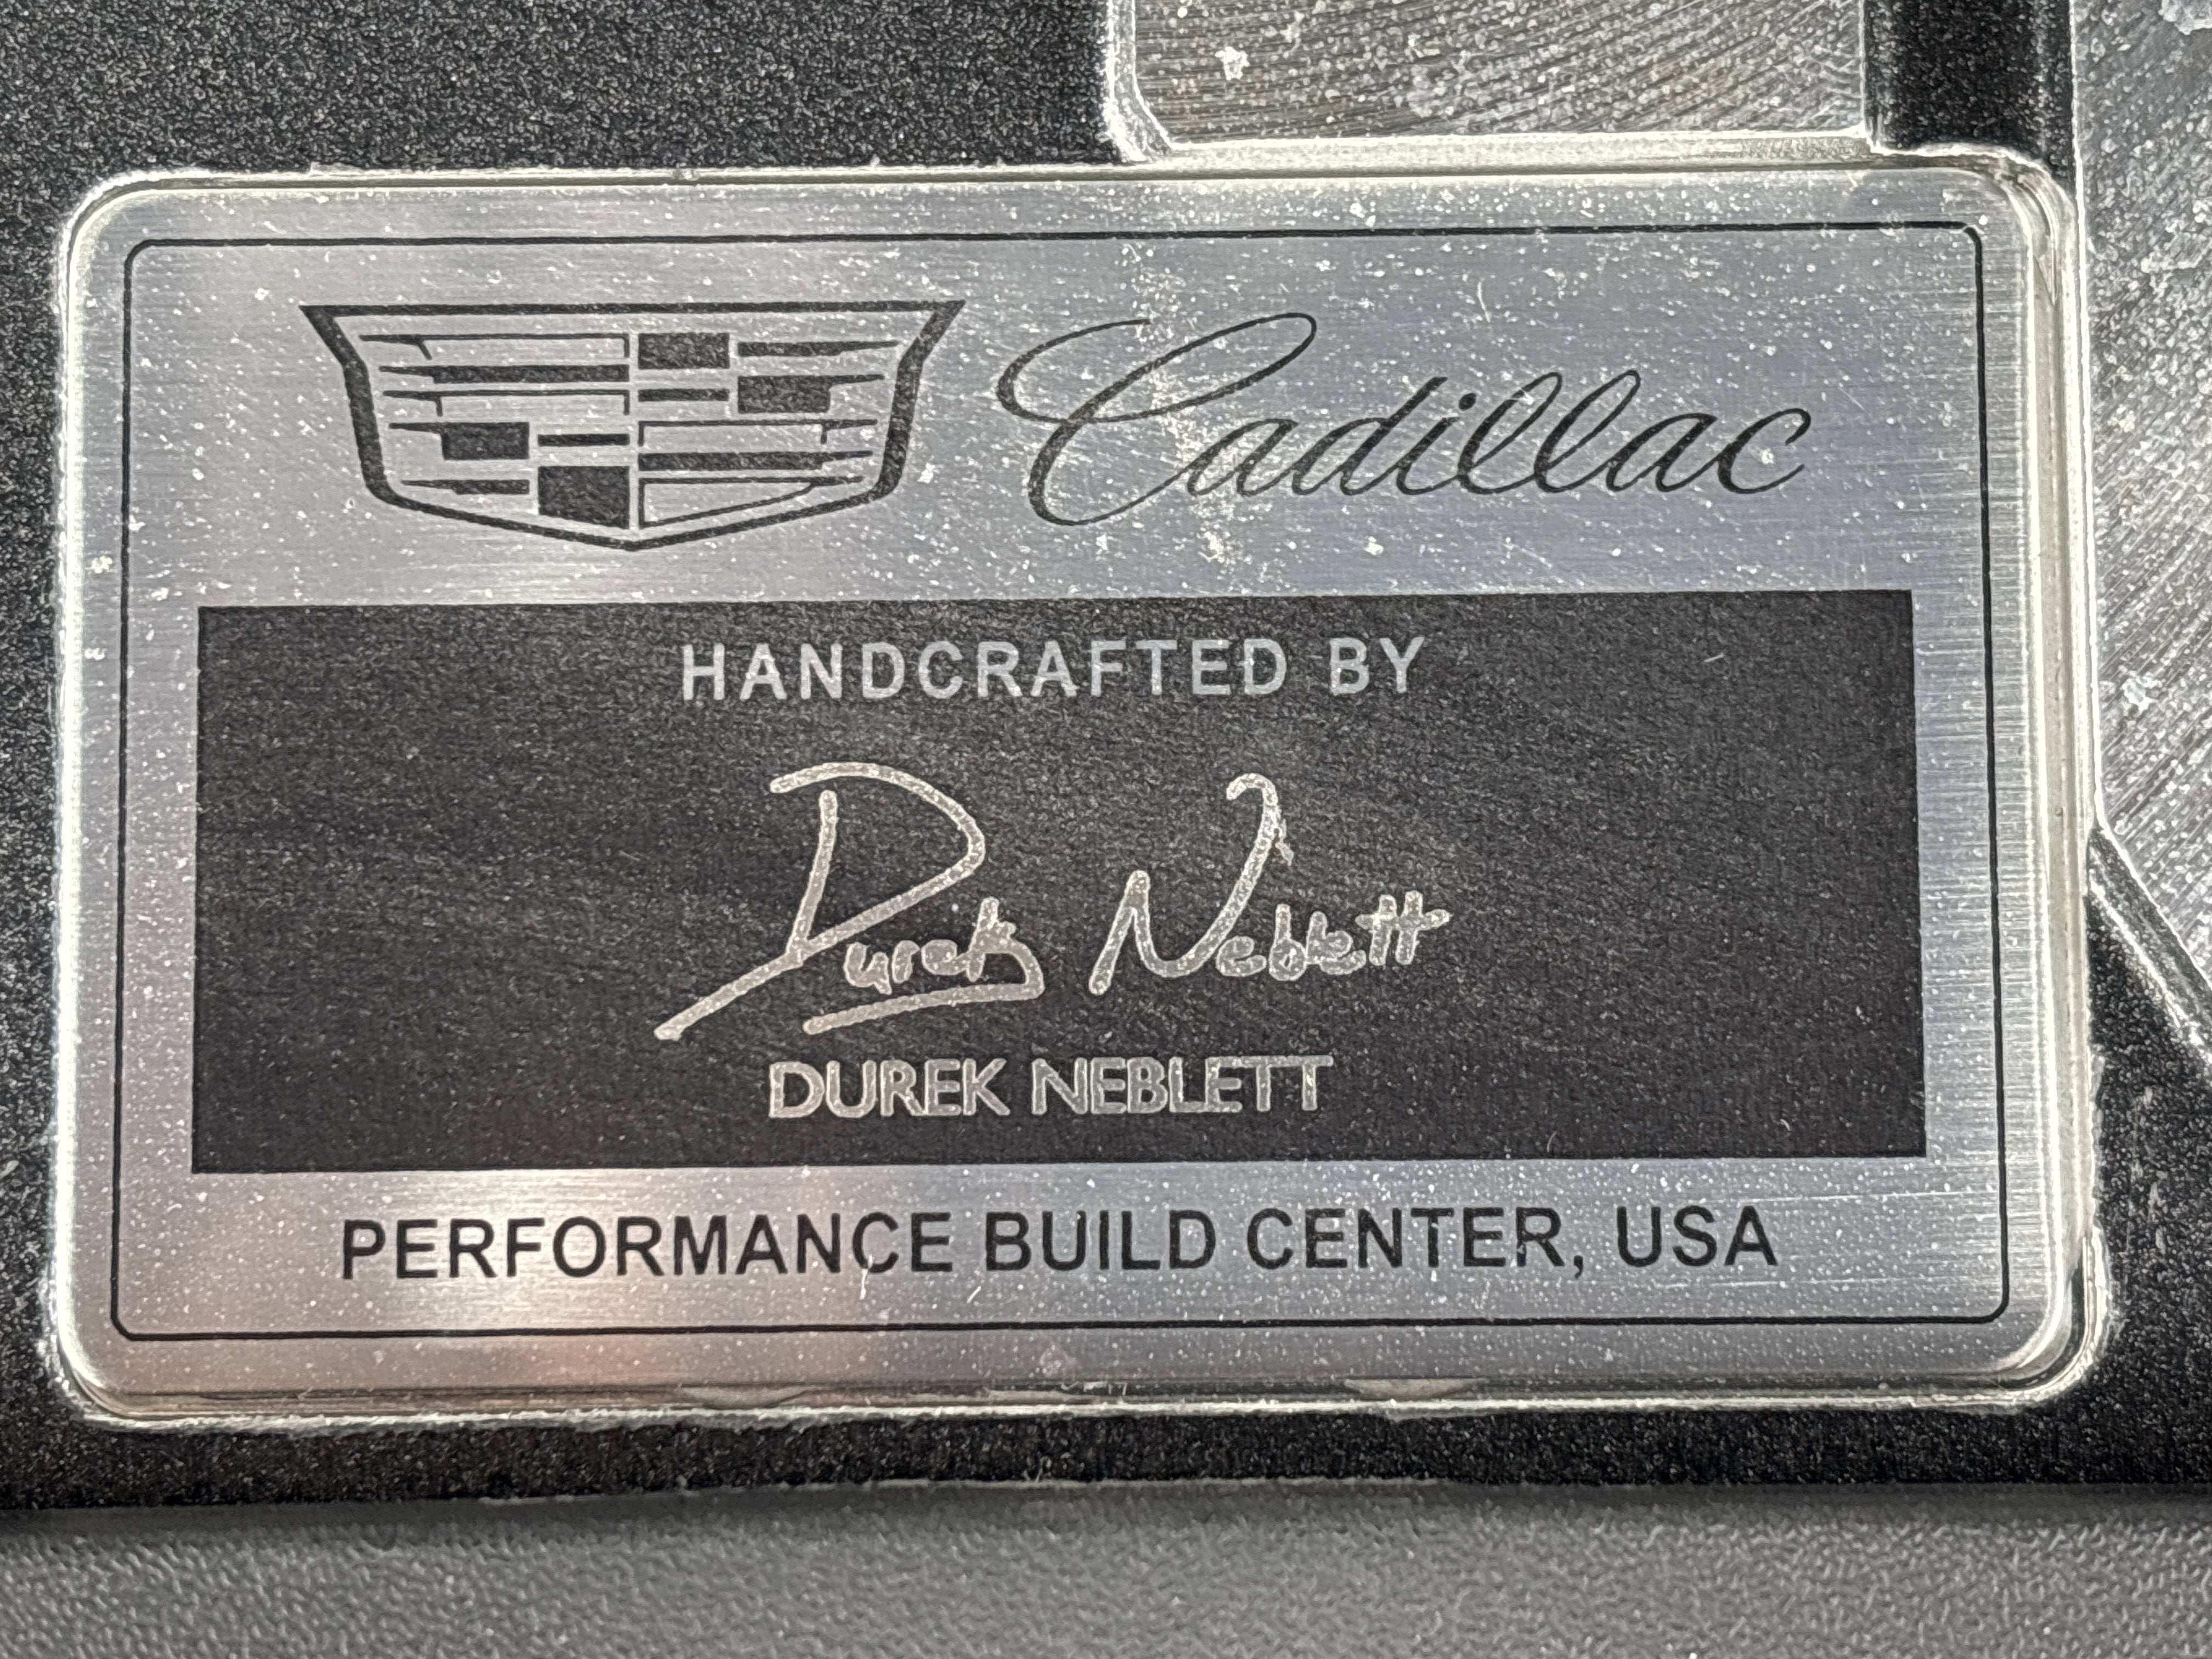 Cadillac
HANDCRAFTED BY
Durek Neblett
DUREK NEBLETT
PERFORMANCE BUILD CENTER, USA